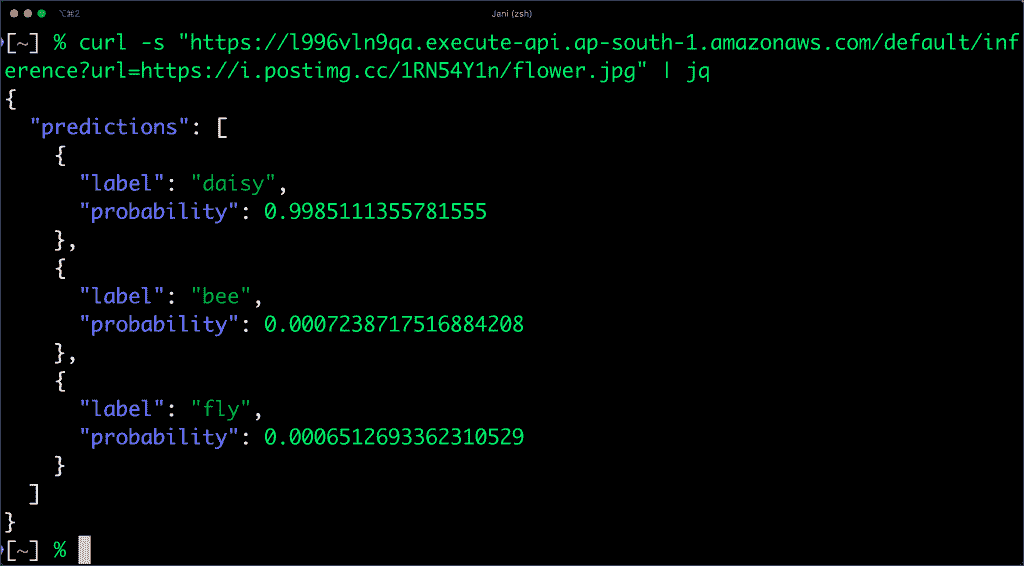 ⌥⌘2
Jani (zsh)
[~] % curl -s "https://l996vln9qa.execute-api.ap-south-1.amazonaws.com/default/inf
erence?url=https://i.postimg.cc/1RN54Y1n/flower.jpg" | jq
{
  "predictions": [
    {
      "label": "daisy",
      "probability": 0.9985111355781555
    },
    {
      "label": "bee",
      "probability": 0.0007238717516884208
    },
    {
      "label": "fly",
      "probability": 0.0006512693362310529
    }
  ]
}
[~] %